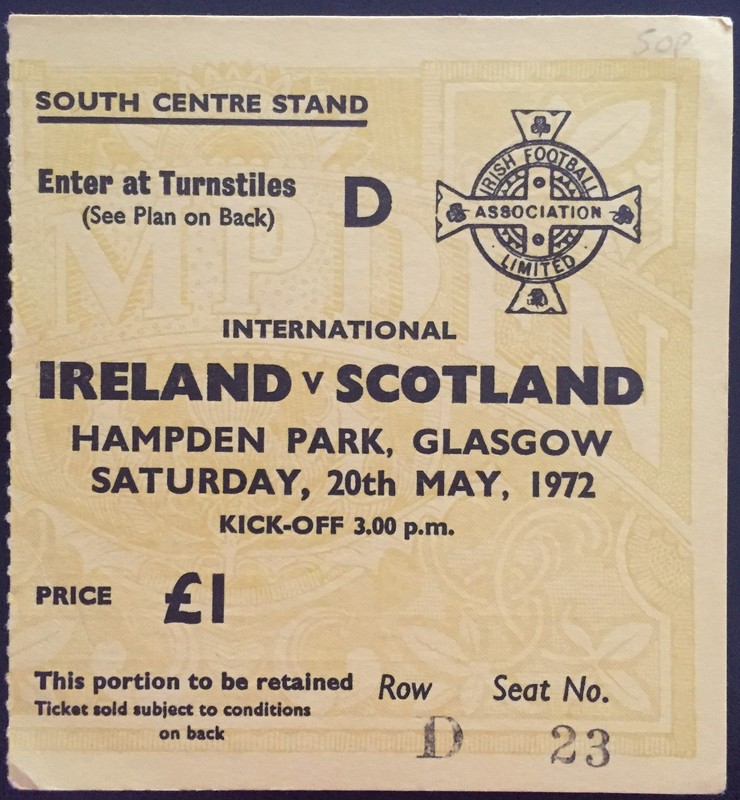 50p
SOUTH CENTRE STAND
Enter at Turnstiles D
(See Plan on Back)
IRISH FOOTBALL
ASSOCIATION
LIMITED
INTERNATIONAL
IRELAND v SCOTLAND
HAMPDEN PARK, GLASGOW
SATURDAY, 20th MAY, 1972
KICK-OFF 3.00 p.m.
PRICE £1
This portion to be retained Row Seat No.
Ticket sold subject to conditions
on back
D 23
HAMPDEN